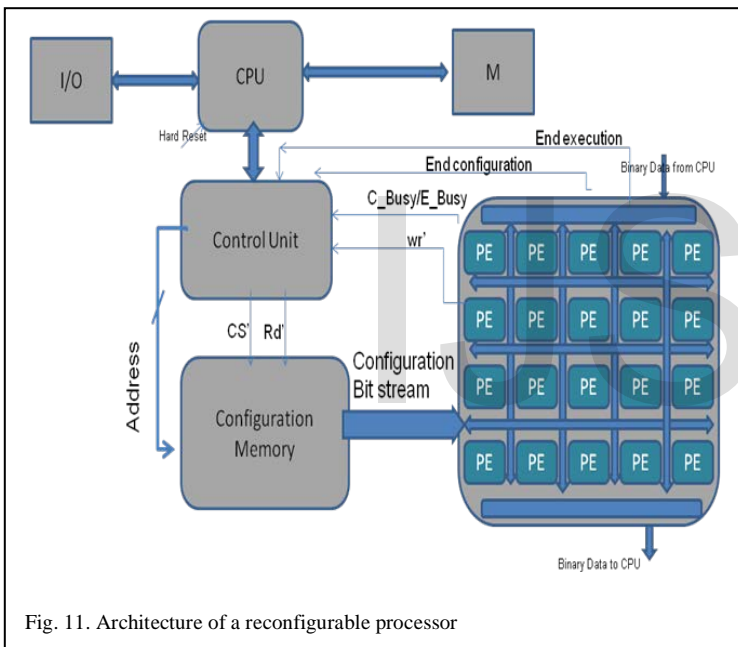 I/O
CPU
M
Hard Reset
End execution
Binary Data from CPU
End configuration
C_Busy/E_Busy
Control Unit
wr'
PE PE PE PE PE
CS' Rd'
PE PE PE PE PE
Address
Configuration
Bit stream
Configuration
Memory
PE PE PE PE PE
PE PE PE PE PE
Binary Data to CPU
IJS
Fig. 11. Architecture of a reconfigurable processor